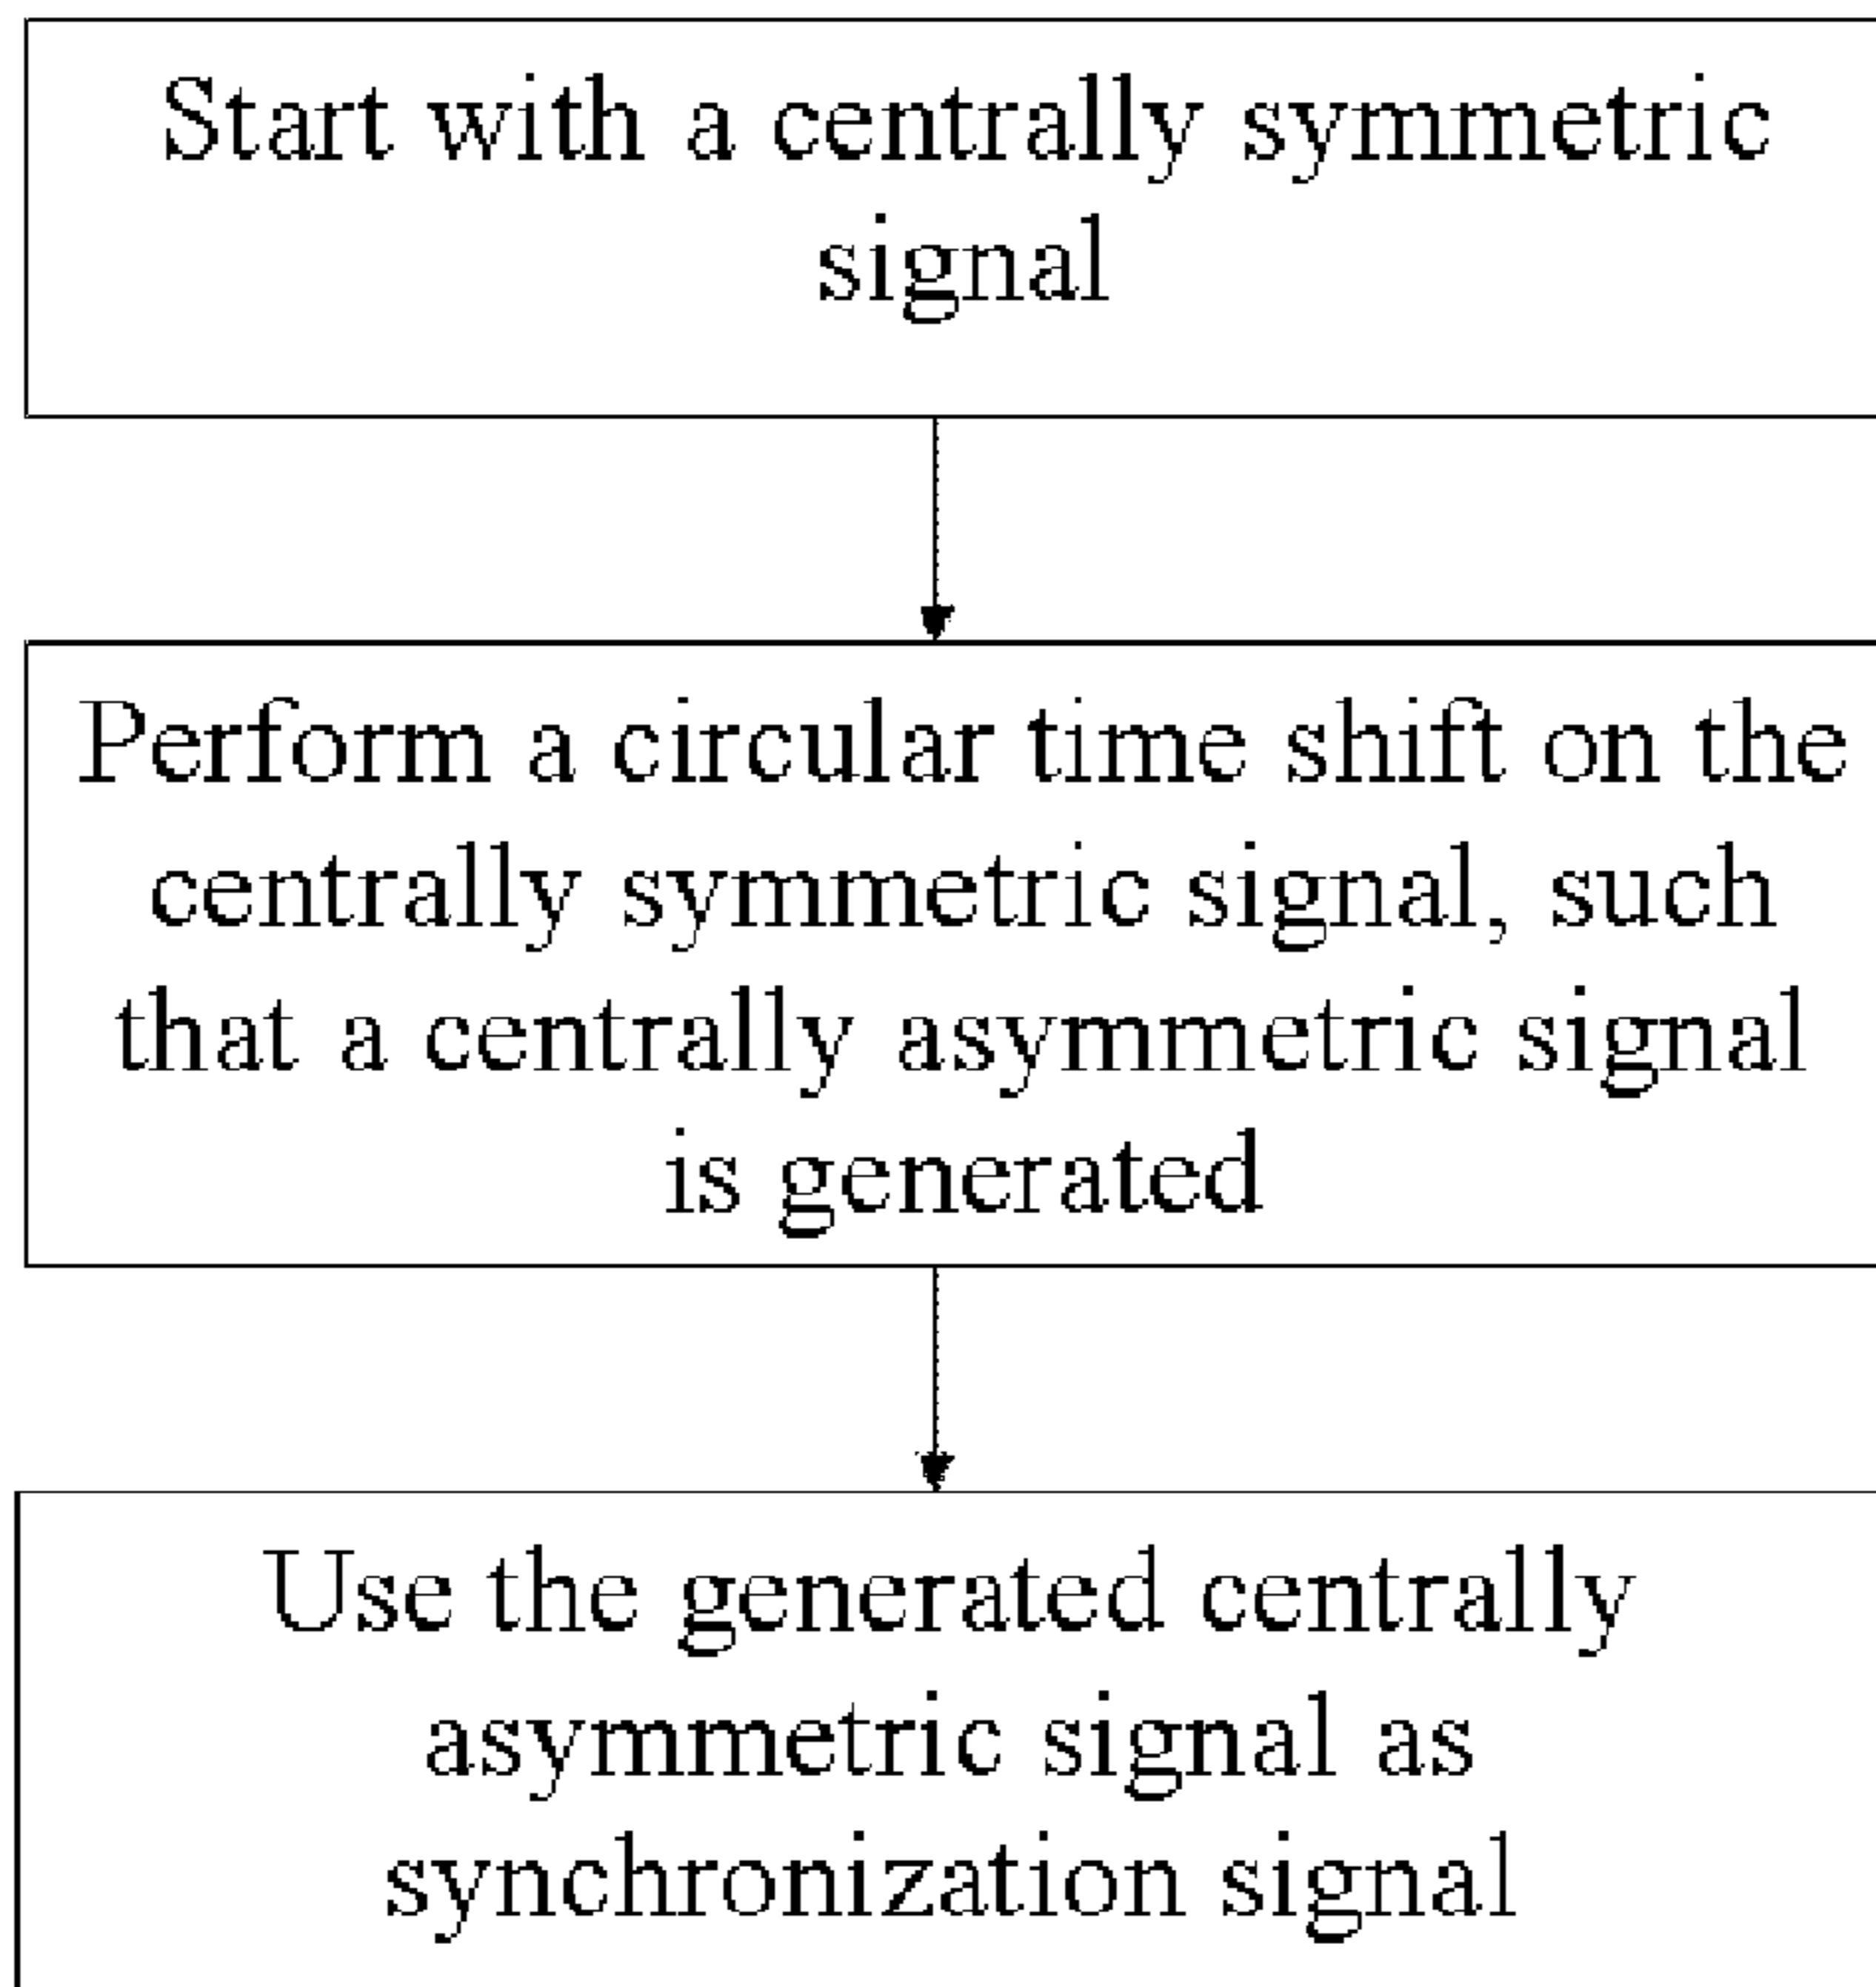 Start with a centrally symmetric
signal
Perform a circular time shift on the
centrally symmetric signal, such
that a centrally asymmetric signal
is generated
Use the generated centrally
asymmetric signal as
synchronization signal